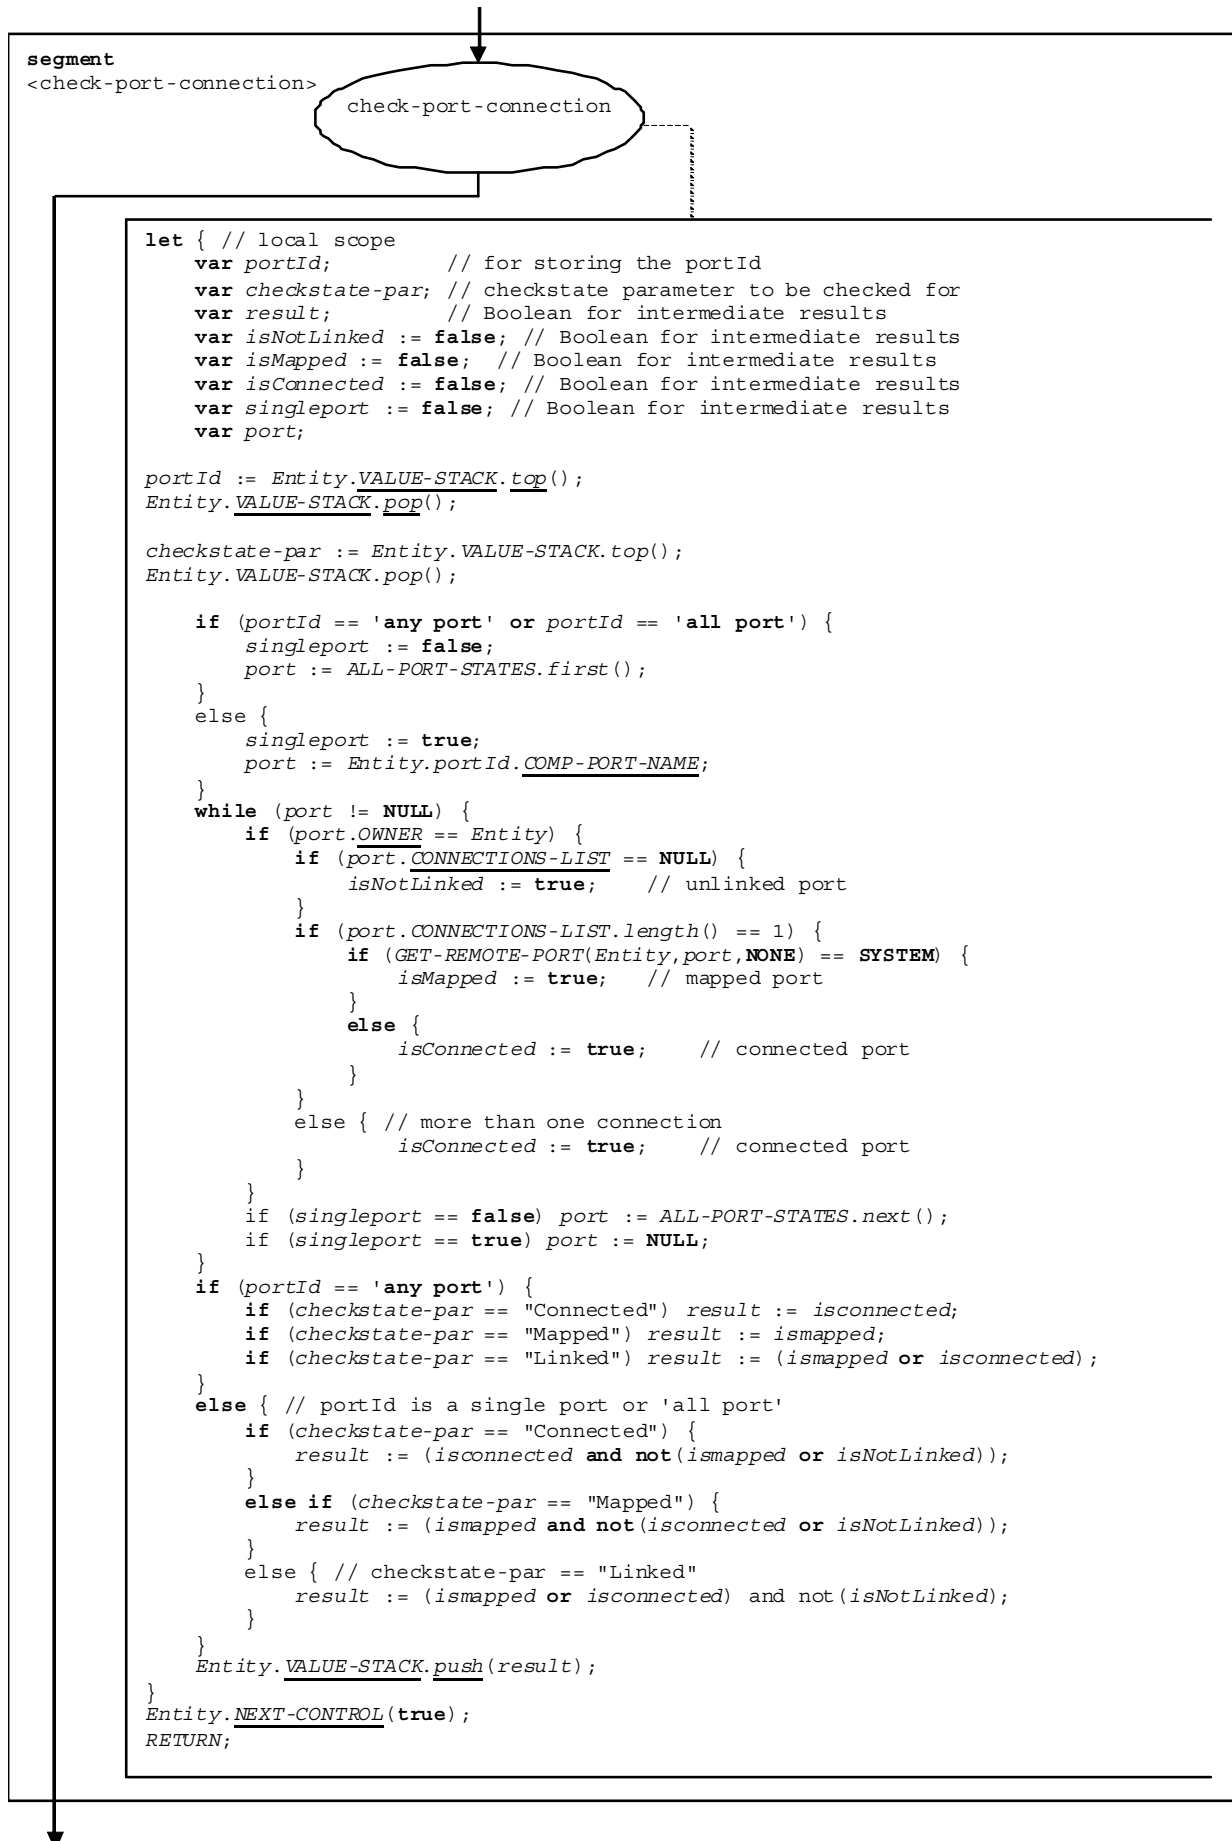 segment
<check-port-connection>
check-port-connection
let { // local scope
var portId; // for storing the portId
var checkstate-par; // checkstate parameter to be checked for
var result; // Boolean for intermediate results
var isNotLinked := false; // Boolean for intermediate results
var isMapped := false; // Boolean for intermediate results
var isConnected := false; // Boolean for intermediate results
var singleport := false; // Boolean for intermediate results
var port;
portId := Entity.VALUE-STACK.top();
Entity.VALUE-STACK.pop();
checkstate-par := Entity.VALUE-STACK.top();
Entity.VALUE-STACK.pop();
if (portId == 'any port' or portId == 'all port') {
singleport := false;
port := ALL-PORT-STATES.first();
}
else {
singleport := true;
port := Entity.portId.COMP-PORT-NAME;
}
while (port != NULL) {
if (port.OWNER == Entity) {
if (port.CONNECTIONS-LIST == NULL) {
isNotLinked := true; // unlinked port
}
if (port.CONNECTIONS-LIST.length() == 1) {
if (GET-REMOTE-PORT(Entity,port,NONE) == SYSTEM) {
isMapped := true; // mapped port
}
else {
isConnected := true; // connected port
}
}
else { // more than one connection
isConnected := true; // connected port
}
}
if (singleport == false) port := ALL-PORT-STATES.next();
if (singleport == true) port := NULL;
}
if (portId == 'any port') {
if (checkstate-par == "Connected") result := isconnected;
if (checkstate-par == "Mapped") result := ismapped;
if (checkstate-par == "Linked") result := (ismapped or isconnected);
}
else { // portId is a single port or 'all port'
if (checkstate-par == "Connected") {
result := (isconnected and not(ismapped or isNotLinked));
}
else if (checkstate-par == "Mapped") {
result := (ismapped and not(isconnected or isNotLinked));
}
else { // checkstate-par == "Linked"
result := (ismapped or isconnected) and not(isNotLinked);
}
}
Entity.VALUE-STACK.push(result);
}
Entity.NEXT-CONTROL(true);
RETURN;